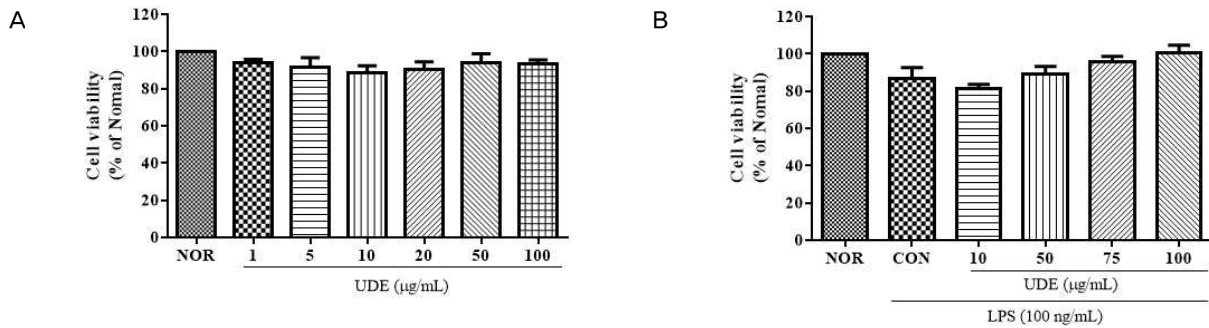 A
Cell viability
(% of Nomal)
120
100
80
60
40
20
0
NOR 1 5 10 20 50 100
UDE (μg/mL)
B
Cell viability
(% of Nomal)
120
100
80
60
40
20
0
NOR CON 10 50 75 100
UDE (μg/mL)
LPS (100 ng/mL)